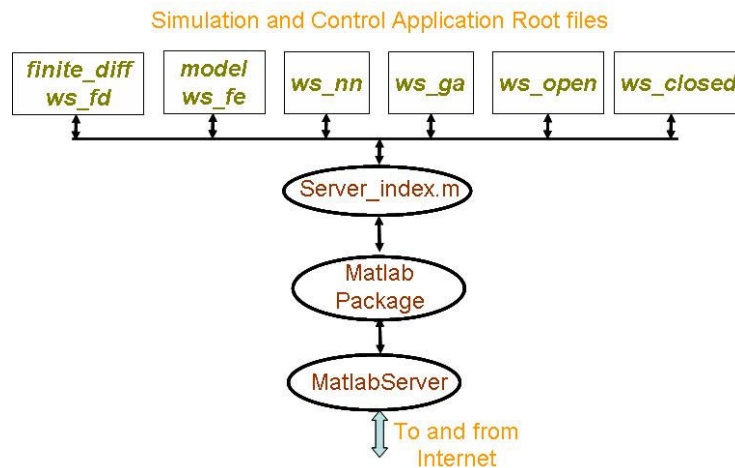 Simulation and Control Application Root files
finite_diff
ws_fd
model
ws_fe
ws_nn
ws_ga
ws_open
ws_closed
Server_index.m
Matlab
Package
MatlabServer
To and from
Internet